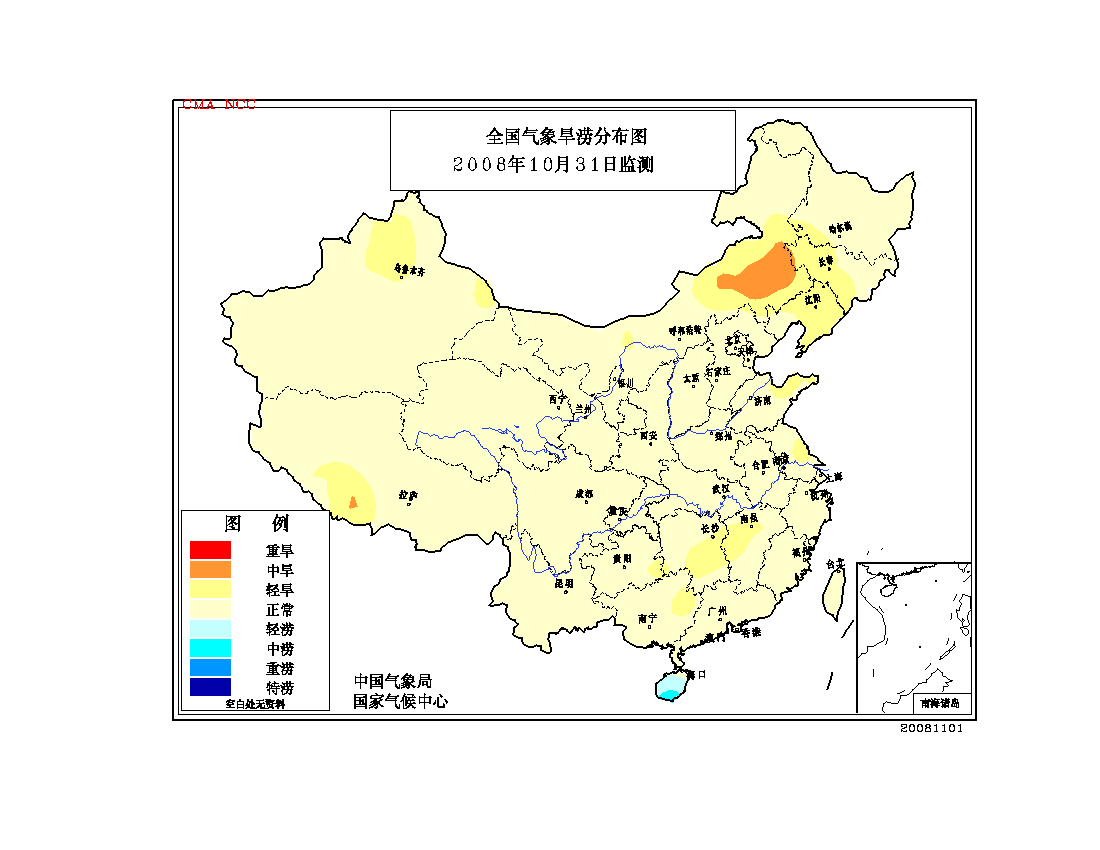 CMA NCC
全国气象旱涝分布图
2008年10月31日监测
哈尔滨
长春
乌鲁木齐
沈阳
呼和浩特
北京
天津
银川
太原
石家庄
西宁
兰州
济南
西安
郑州
合肥
南京
上海
拉萨
成都
武汉
杭州
重庆
长沙
南昌
贵阳
福州
台北
昆明
南宁
广州
澳门
香港
海口
图 例
重旱
中旱
轻旱
正常
轻涝
中涝
重涝
特涝
空白处无资料
中国气象局
国家气候中心
南海诸岛
20081101